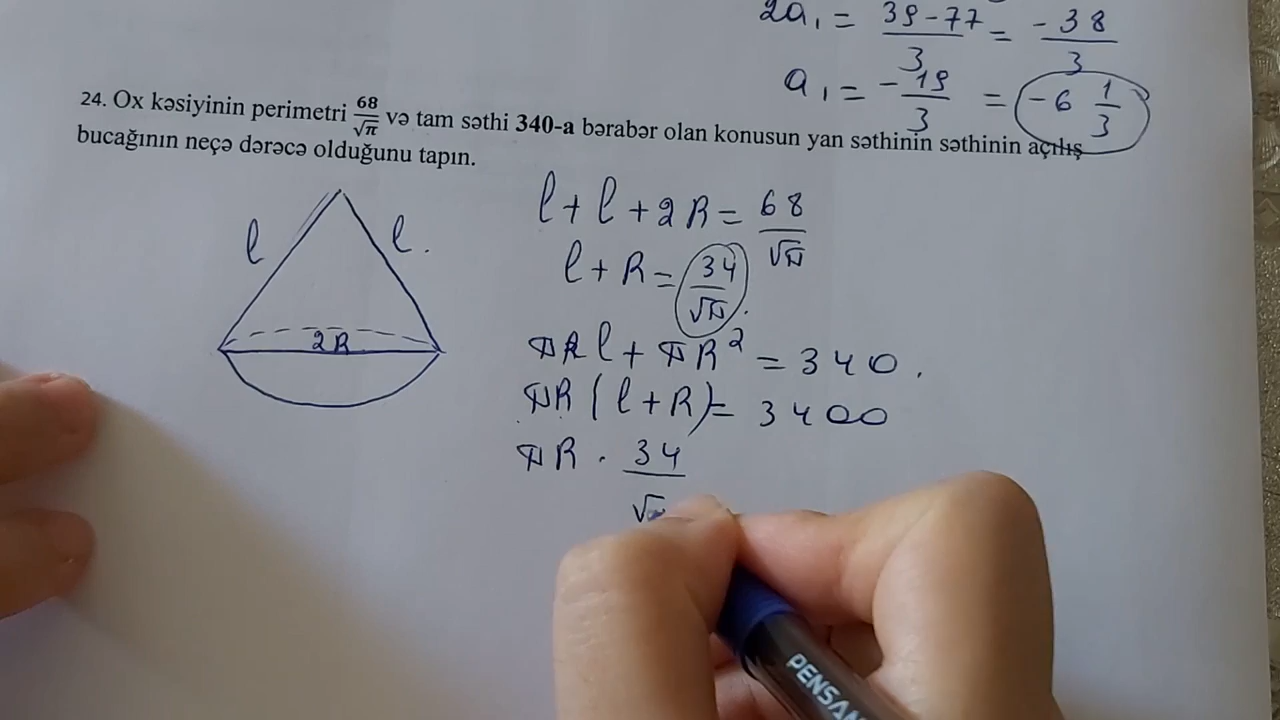 2a₁ = 39-77/3 = -38/3
a₁ = -19/3 = -6 1/3
24. Ox kəsiyinin perimetri 68/√π və tam səthi 340-a bərabər olan konusun yan səthinin səthinin açılış
bucağının neçə dərəcə olduğunu tapın.
l + l + 2R = 68/√π
l + R = 34/√π.
πRl + πR² = 340.
πR(l+R) = 3400
πR · 34/√
l
l.
2R
PENSAN